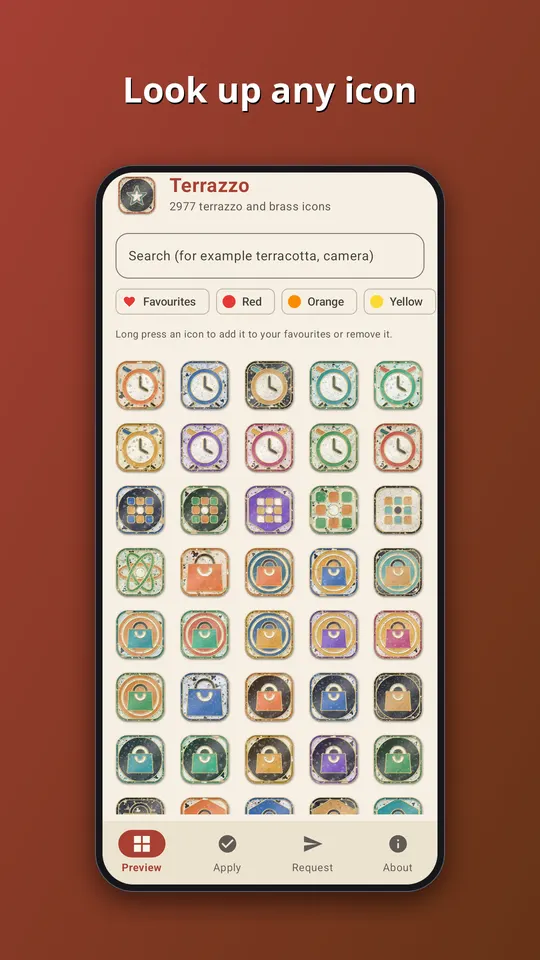 Look up any icon
Terrazzo
2977 terrazzo and brass icons
Search (for example terracotta, camera)
Favourites Red Orange Yellow
Long press an icon to add it to your favourites or remove it.
Preview Apply Request About